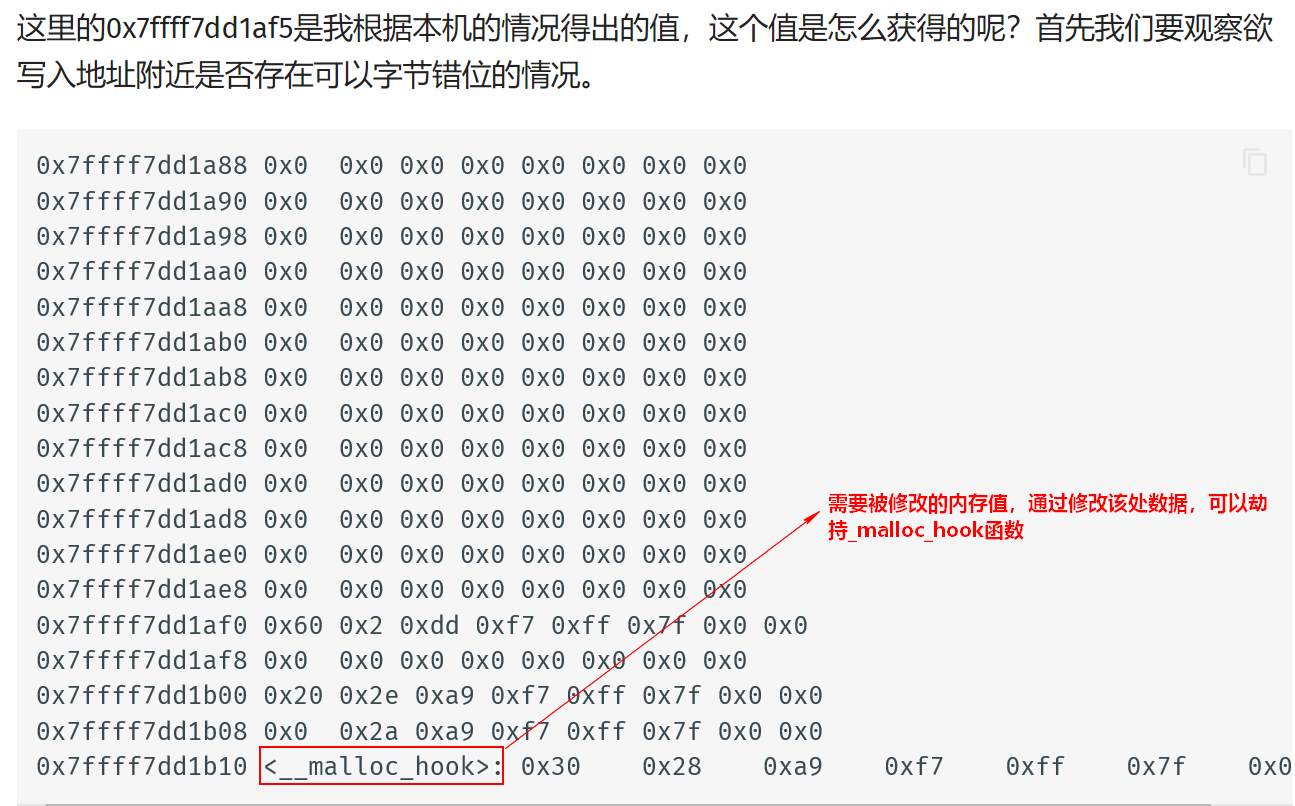 这里的0x7ffff7dd1af5是我根据本机的情况得出的值，这个值是怎么获得的呢？首先我们要观察欲
写入地址附近是否存在可以字节错位的情况。
0x7ffff7dd1a88 0x0 0x0 0x0 0x0 0x0 0x0 0x0 0x0
0x7ffff7dd1a90 0x0 0x0 0x0 0x0 0x0 0x0 0x0 0x0
0x7ffff7dd1a98 0x0 0x0 0x0 0x0 0x0 0x0 0x0 0x0
0x7ffff7dd1aa0 0x0 0x0 0x0 0x0 0x0 0x0 0x0 0x0
0x7ffff7dd1aa8 0x0 0x0 0x0 0x0 0x0 0x0 0x0 0x0
0x7ffff7dd1ab0 0x0 0x0 0x0 0x0 0x0 0x0 0x0 0x0
0x7ffff7dd1ab8 0x0 0x0 0x0 0x0 0x0 0x0 0x0 0x0
0x7ffff7dd1ac0 0x0 0x0 0x0 0x0 0x0 0x0 0x0 0x0
0x7ffff7dd1ac8 0x0 0x0 0x0 0x0 0x0 0x0 0x0 0x0
0x7ffff7dd1ad0 0x0 0x0 0x0 0x0 0x0 0x0 0x0 0x0
0x7ffff7dd1ad8 0x0 0x0 0x0 0x0 0x0 0x0 0x0 0x0
需要被修改的内存值，通过修改该处数据，可以劫
持_malloc_hook函数
0x7ffff7dd1ae0 0x0 0x0 0x0 0x0 0x0 0x0 0x0 0x0
0x7ffff7dd1ae8 0x0 0x0 0x0 0x0 0x0 0x0 0x0 0x0
0x7ffff7dd1af0 0x60 0x2 0xdd 0xf7 0xff 0x7f 0x0 0x0
0x7ffff7dd1af8 0x0 0x0 0x0 0x0 0x0 0x0 0x0 0x0
0x7ffff7dd1b00 0x20 0x2e 0xa9 0xf7 0xff 0x7f 0x0 0x0
0x7ffff7dd1b08 0x0 0x2a 0xa9 0xf7 0xff 0x7f 0x0 0x0
0x7ffff7dd1b10 <__malloc_hook>: 0x30 0x28 0xa9 0xf7 0xff 0x7f 0x0